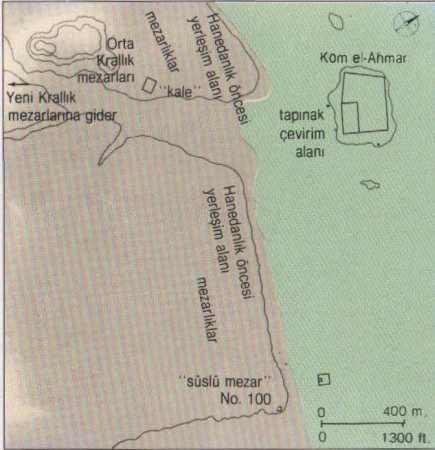 Orta
Krallık
mezarları
mezarlıklar
Hanedanlık öncesi
yerleşim alanı
Kom el-Ahmar
"kale"
Yeni Krallık
mezarlarına gider
tapınak
çevirim
alanı
Hanedanlık öncesi
yerleşim alanı
mezarlıklar
"süslü mezar"
No. 100
0 400 m.
0 1300 ft.